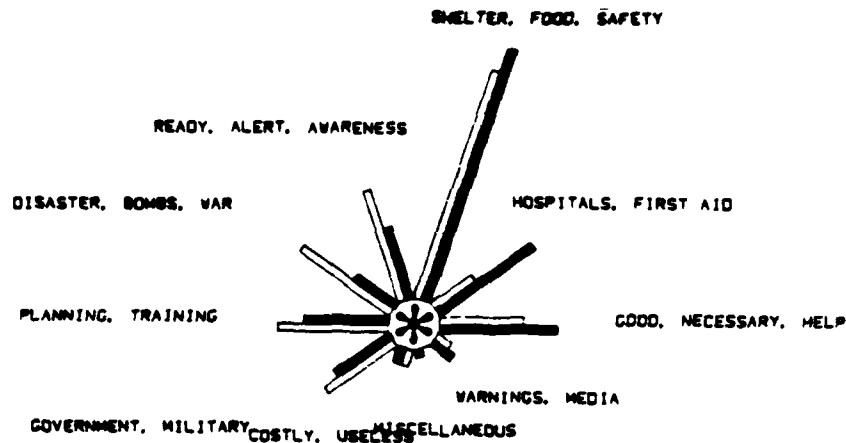 SHELTER, FOOD, SAFETY
READY, ALERT, AWARENESS
DISASTER, BOMBS, WAR
HOSPITALS, FIRST AID
PLANNING, TRAINING
GOOD, NECESSARY, HELP
WARNINGS, MEDIA
GOVERNMENT, MILITARY
COSTLY, USELESS
MISCELLANEOUS